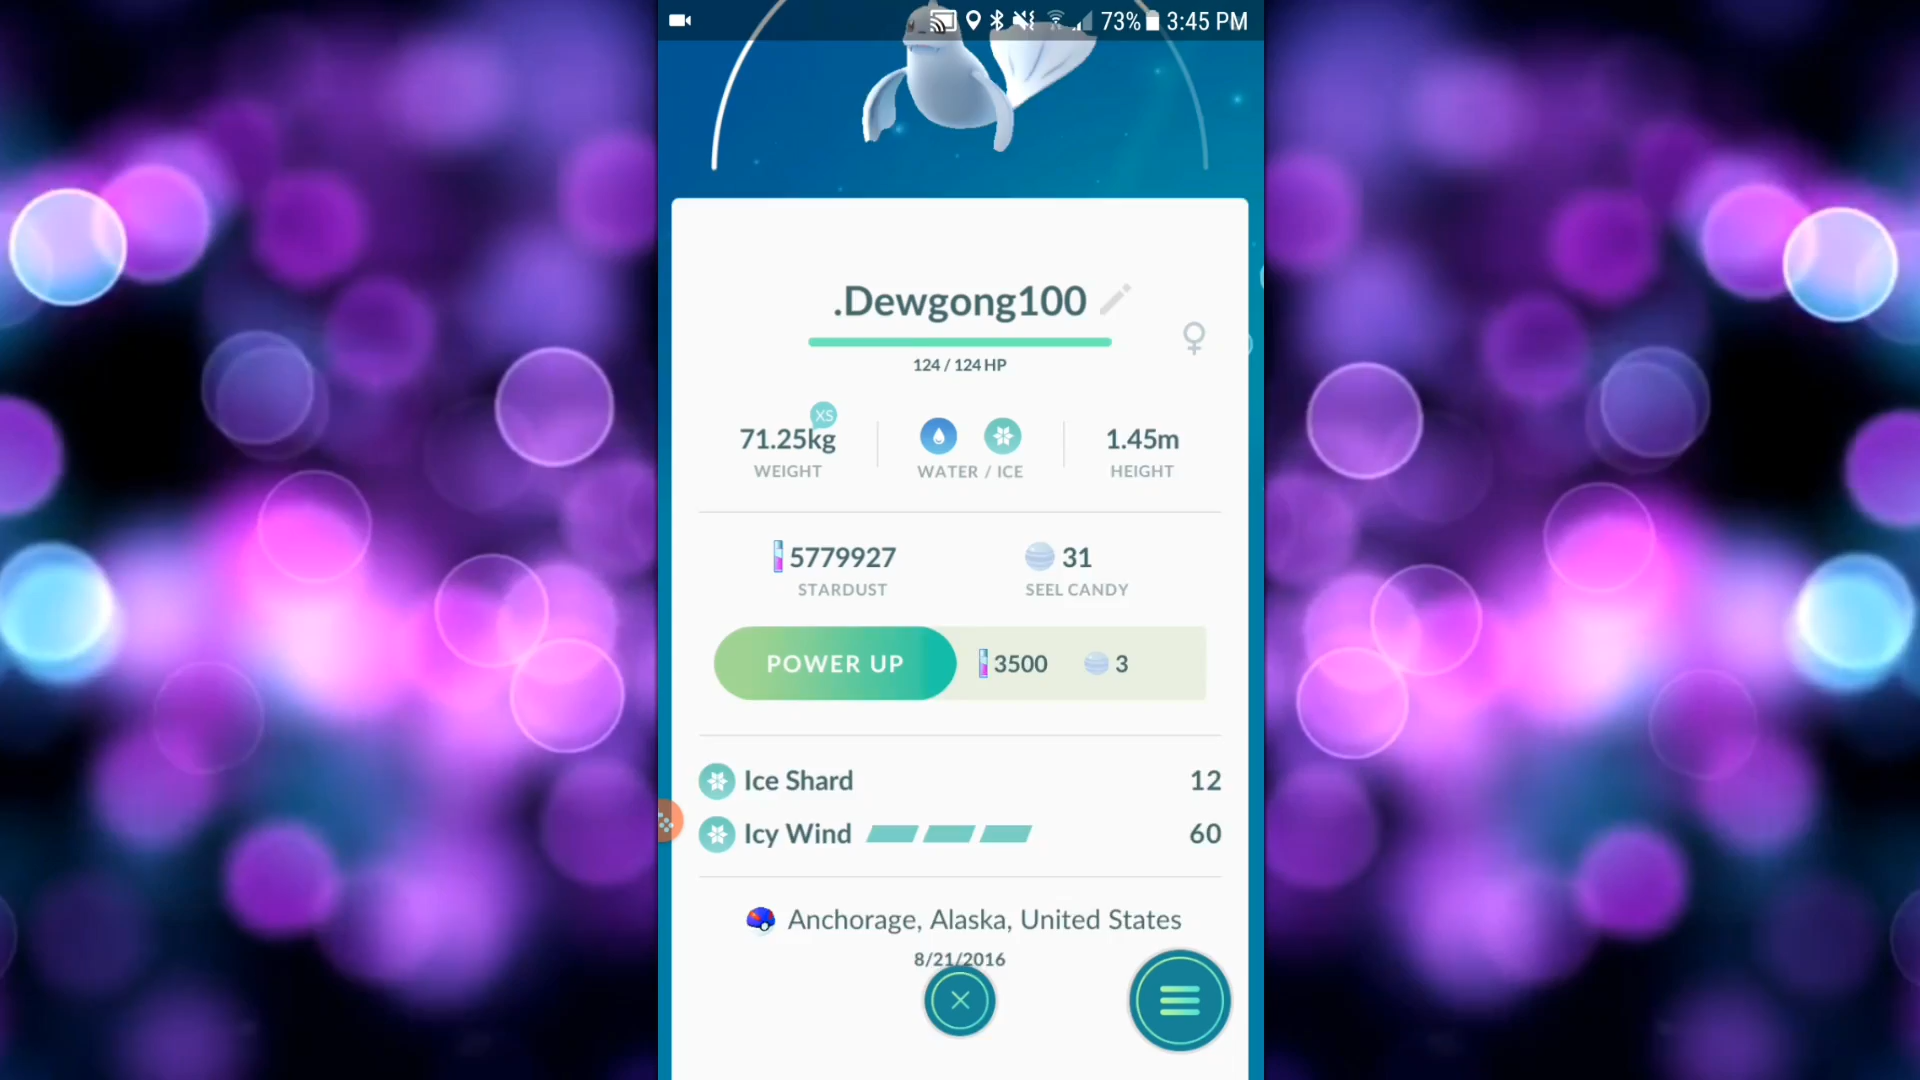 73% 3:45 PM
.Dewgong100
124 / 124 HP
XS
71.25kg
WEIGHT
WATER / ICE
1.45m
HEIGHT
5779927
STARDUST
31
SEEL CANDY
POWER UP 3500 3
Ice Shard 12
Icy Wind 60
Anchorage, Alaska, United States
8/21/2016